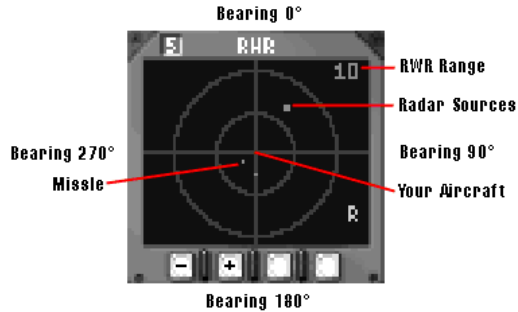 Bearing 0°
5 RWR
10 RWR Range
Radar Sources
Bearing 270° Bearing 90°
Missle Your Aircraft
R
- +
Bearing 180°